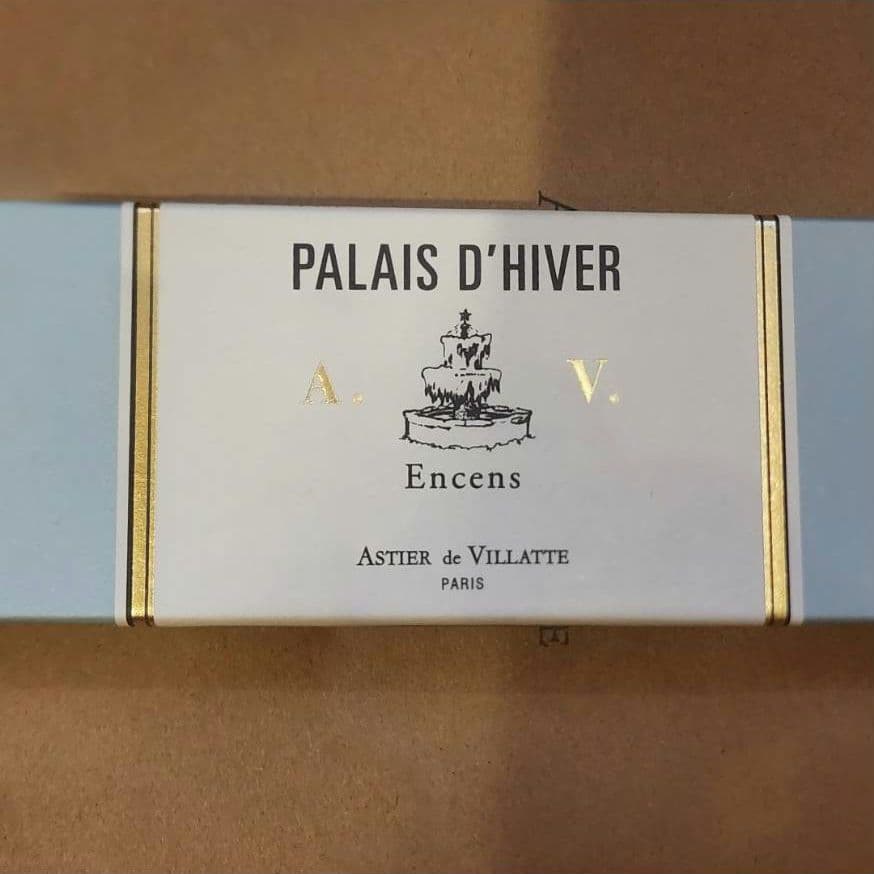 PALAIS D'HIVER
A. V.
Encens
ASTIER de VILLATTE
PARIS